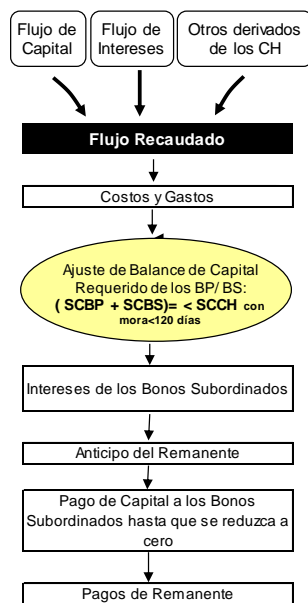 Flujo de
Capital
Flujo de
Intereses
Otros derivados
de los CH
Flujo Recaudado
Costos y Gastos
Ajuste de Balance de Capital
Requerido de los BP/ BS:
( SCBP + SCBS)= < SCCH con
mora<120 días
Intereses de los Bonos Subordinados
Anticipo del Remanente
Pago de Capital a los Bonos
Subordinados hasta que se reduzca a
cero
Pagos de Remanente